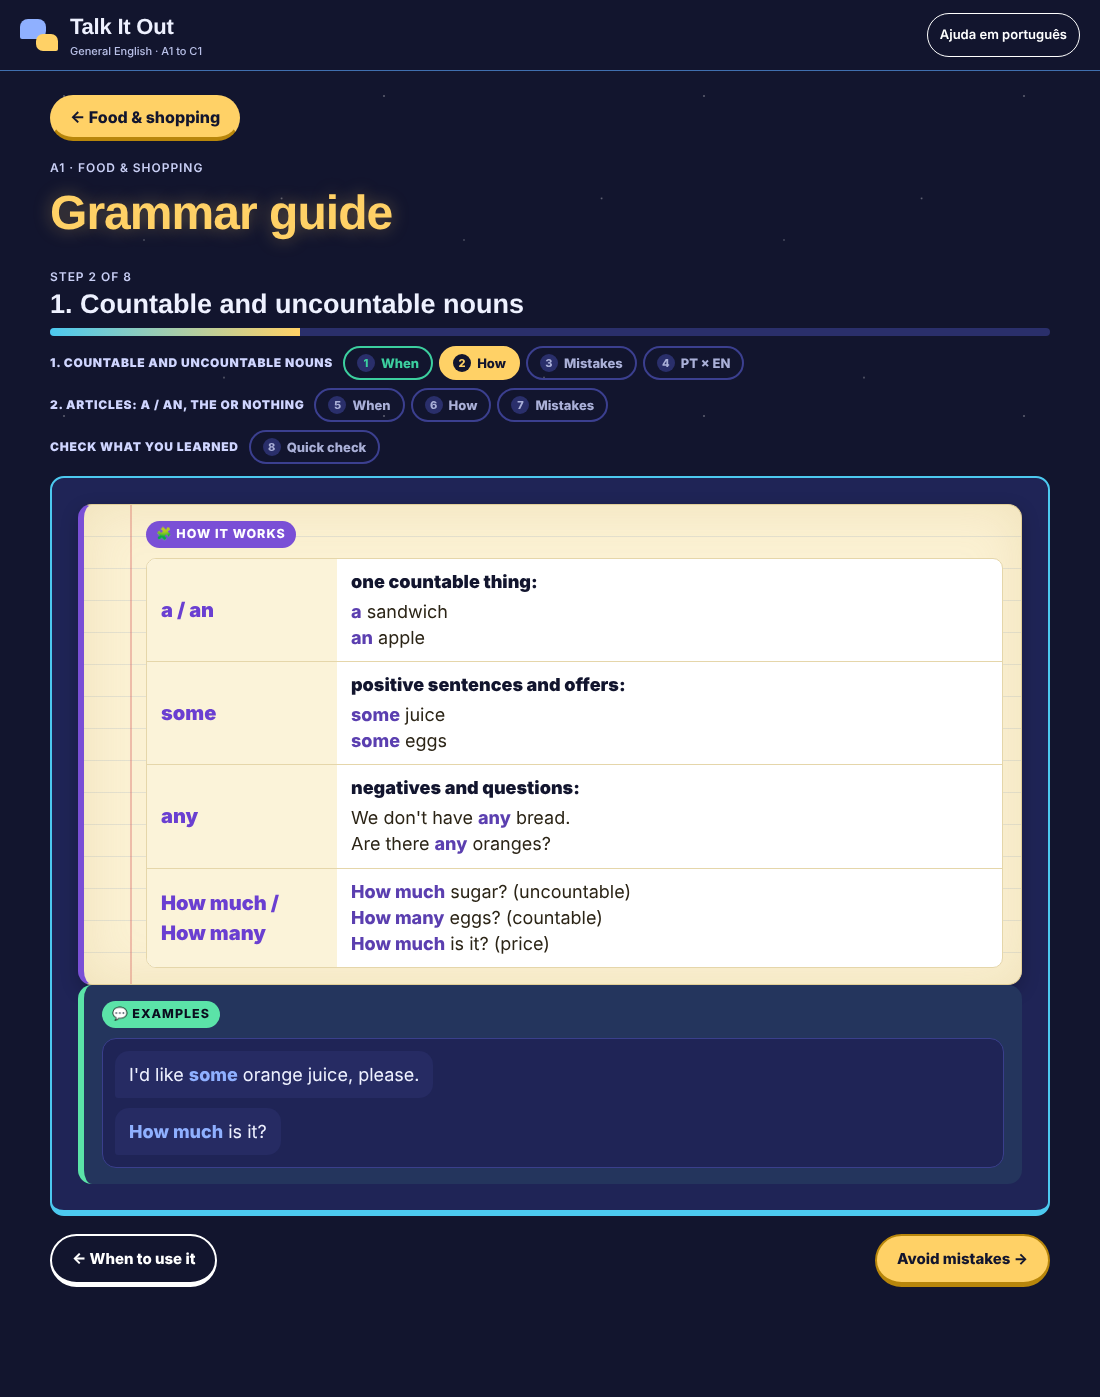 Talk It Out
General English · A1 to C1
Ajuda em português
← Food & shopping
A1 · FOOD & SHOPPING
Grammar guide
STEP 2 OF 8
1. Countable and uncountable nouns
1. COUNTABLE AND UNCOUNTABLE NOUNS 1 When 2 How 3 Mistakes 4 PT × EN
2. ARTICLES: A / AN, THE OR NOTHING 5 When 6 How 7 Mistakes
CHECK WHAT YOU LEARNED 8 Quick check
🧩 HOW IT WORKS
a / an
one countable thing:
a sandwich
an apple
some
positive sentences and offers:
some juice
some eggs
any
negatives and questions:
We don't have any bread.
Are there any oranges?
How much /
How many
How much sugar? (uncountable)
How many eggs? (countable)
How much is it? (price)
💬 EXAMPLES
I'd like some orange juice, please.
How much is it?
← When to use it
Avoid mistakes →